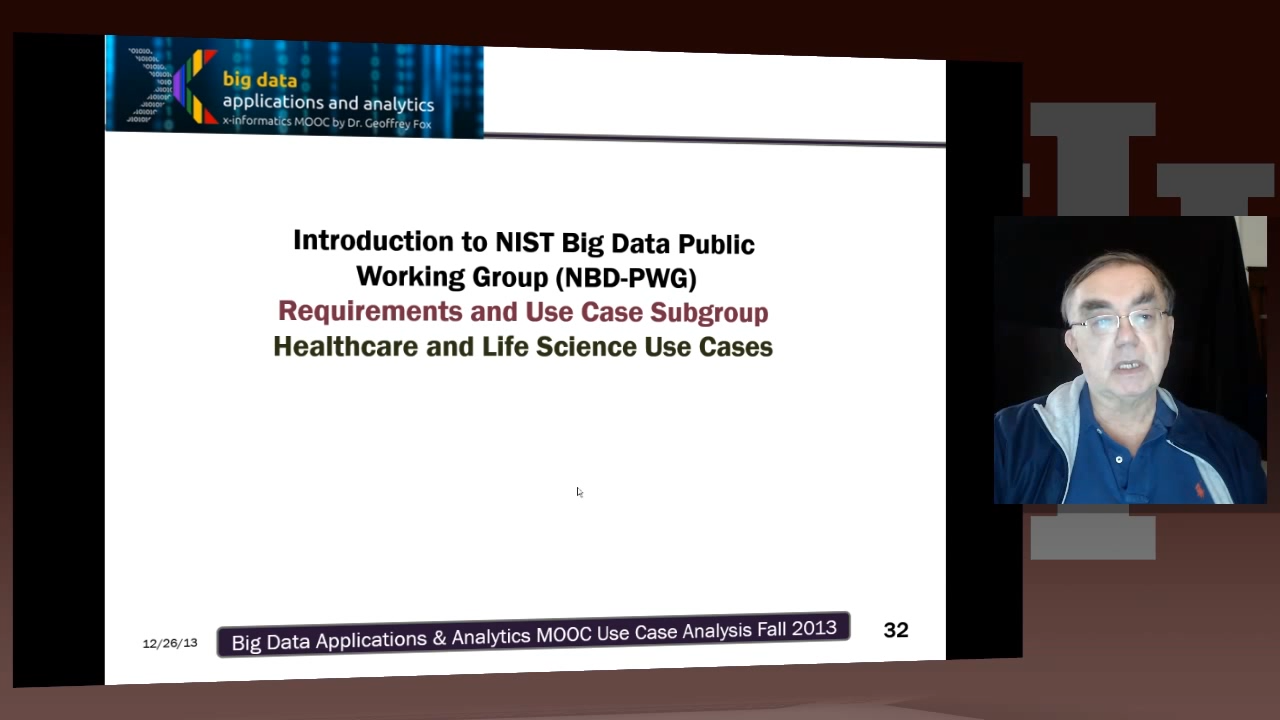 big data
applications and analytics
x-informatics MOOC by Dr. Geoffrey Fox
Introduction to NIST Big Data Public
Working Group (NBD-PWG)
Requirements and Use Case Subgroup
Healthcare and Life Science Use Cases
12/26/13
Big Data Applications & Analytics MOOC Use Case Analysis Fall 2013
32